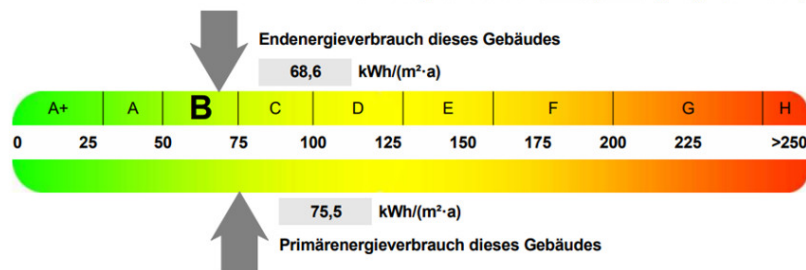 Endenergieverbrauch dieses Gebäudes
68,6 kWh/(m²·a)
A+ A B C D E F G H
0 25 50 75 100 125 150 175 200 225 >250
75,5 kWh/(m²·a)
Primärenergieverbrauch dieses Gebäudes